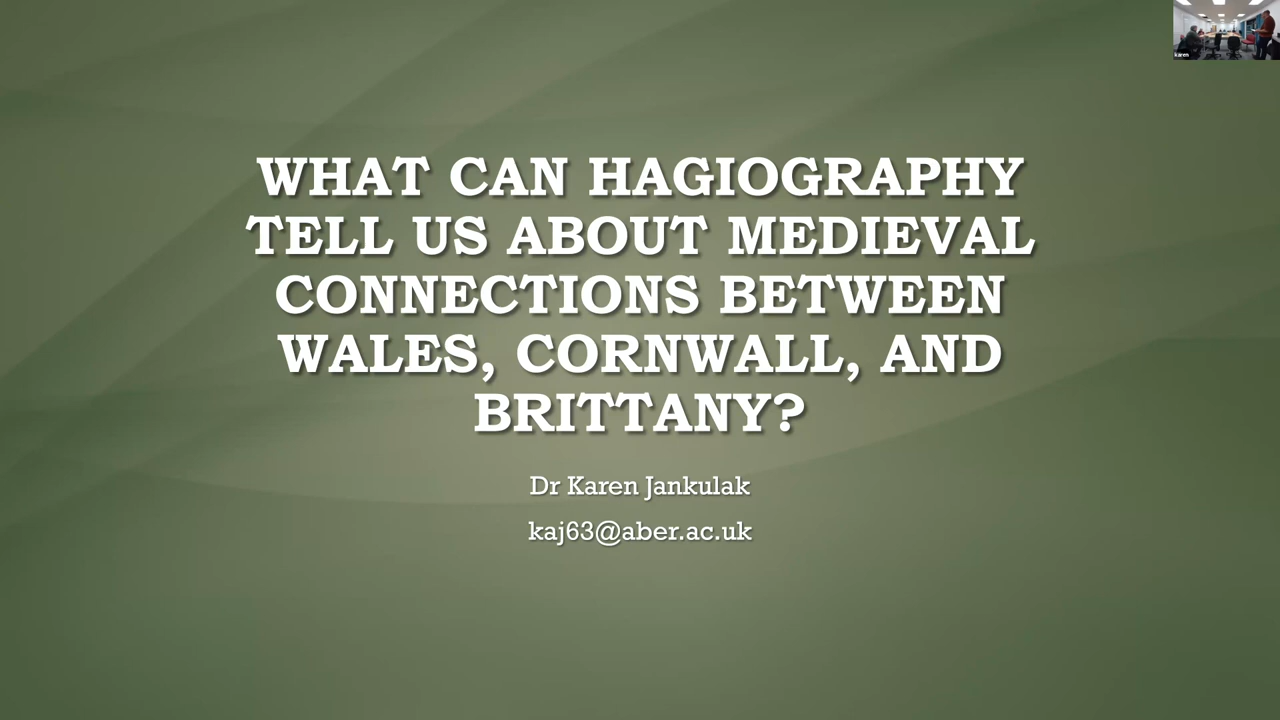 WHAT CAN HAGIOGRAPHY
TELL US ABOUT MEDIEVAL
CONNECTIONS BETWEEN
WALES, CORNWALL, AND
BRITTANY?
Dr Karen Jankulak
kaj63@aber.ac.uk
karen